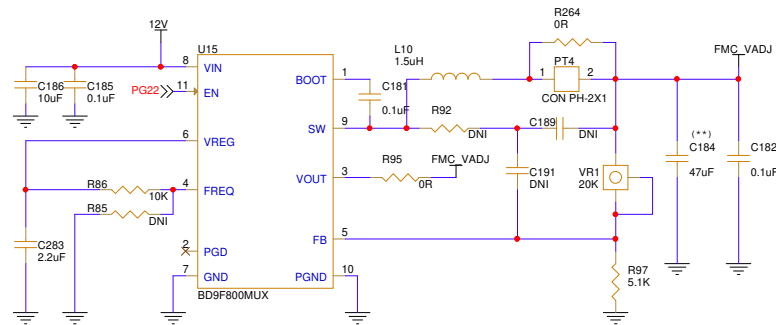 12V
U15
R264
0R
L10
1.5uH
FMC_VADJ
C186
10uF
C185
0.1uF
8
VIN
BOOT
1
C181
0.1uF
1
PT4
2
CON PH-2X1
PG22
11
EN
R92
DNI
C189
DNI
(**)
C184
47uF
C182
0.1uF
SW
9
6
VREG
R95
0R
FMC_VADJ
VOUT
3
C191
DNI
VR1
20K
R86
10K
4
FREQ
R85
DNI
C283
2.2uF
2
PGD
FB
5
7
GND
PGND
10
R97
5.1K
BD9F800MUX